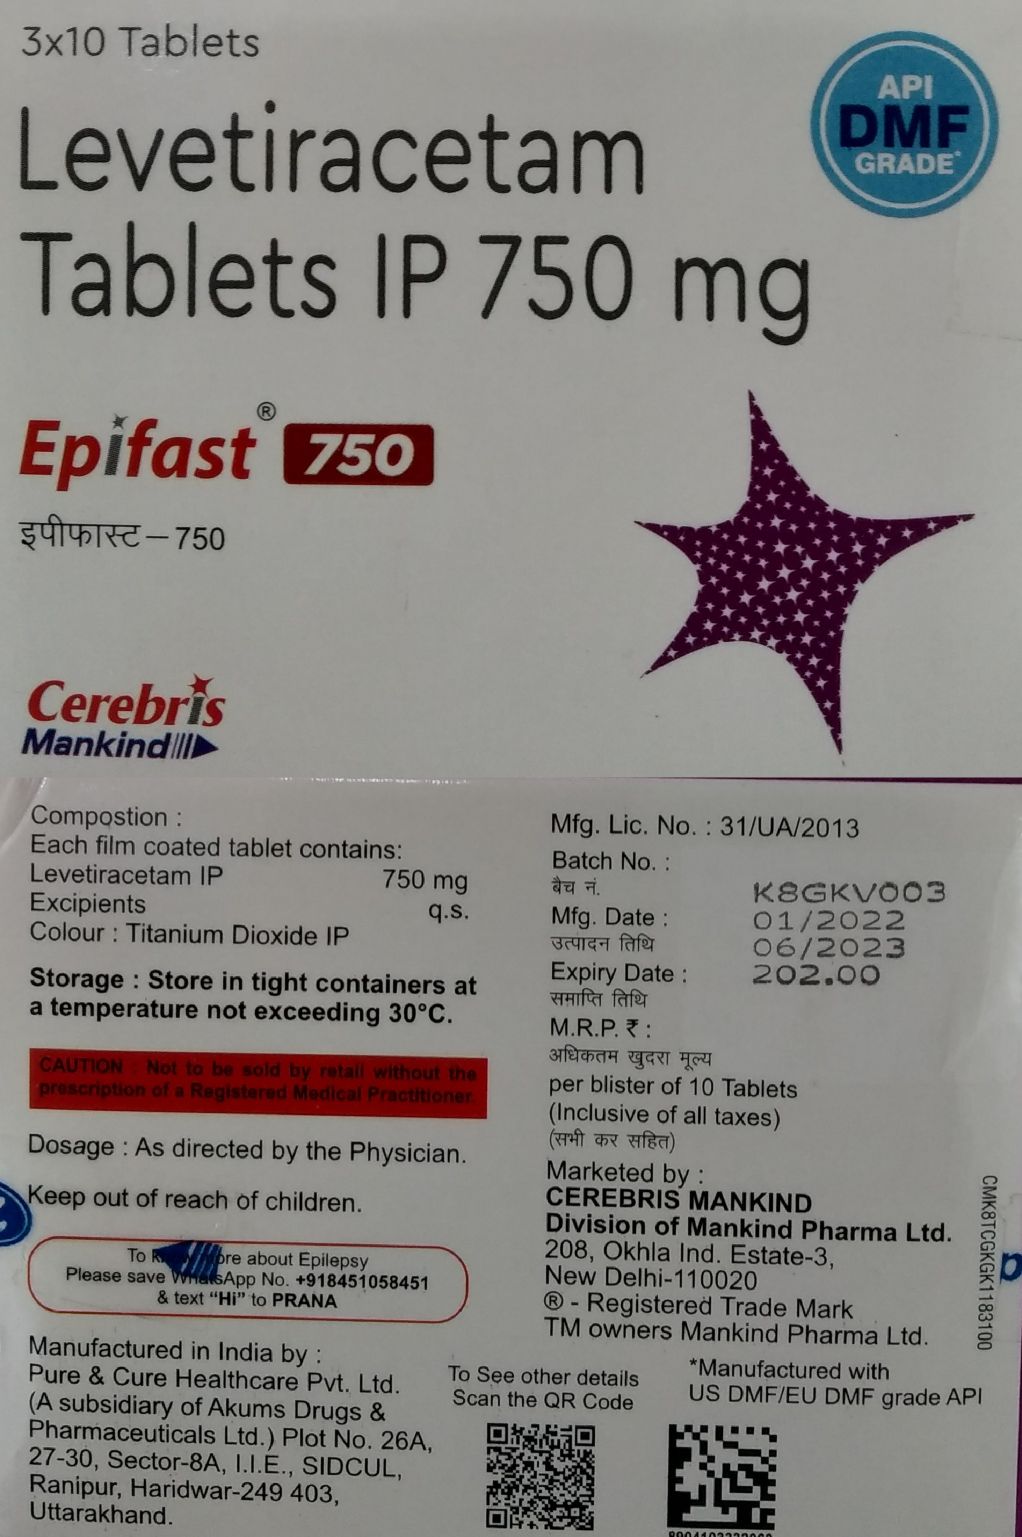 3x10 Tablets
API
DMF
GRADE*
Levetiracetam
Tablets IP 750 mg
Epifast® 750
इपीफास्ट–750
Cerebris
Mankind
Compostion :
Each film coated tablet contains:
Levetiracetam IP 750 mg
Excipients q.s.
Colour : Titanium Dioxide IP
Storage : Store in tight containers at
a temperature not exceeding 30°C.
CAUTION : Not to be sold by retail without the
prescription of a Registered Medical Practitioner.
Dosage : As directed by the Physician.
Keep out of reach of children.
To more about Epilepsy
Please save WhatsApp No. +918451058451
& text “Hi” to PRANA
Manufactured in India by :
Pure & Cure Healthcare Pvt. Ltd.
(A subsidiary of Akums Drugs &
Pharmaceuticals Ltd.) Plot No. 26A,
27-30, Sector-8A, I.I.E., SIDCUL,
Ranipur, Haridwar-249 403,
Uttarakhand.
Mfg. Lic. No. : 31/UA/2013
Batch No. :
बैच नं. K8GKV003
Mfg. Date : 01/2022
उत्पादन तिथि 06/2023
Expiry Date : 202.00
समाप्ति तिथि
M.R.P. ₹ :
अधिकतम खुदरा मूल्य
per blister of 10 Tablets
(Inclusive of all taxes)
(सभी कर सहित)
Marketed by :
CEREBRIS MANKIND
Division of Mankind Pharma Ltd.
208, Okhla Ind. Estate-3,
New Delhi-110020
® - Registered Trade Mark
TM owners Mankind Pharma Ltd.
CMK8TCGKGK1183100
To See other details
Scan the QR Code
*Manufactured with
US DMF/EU DMF grade API